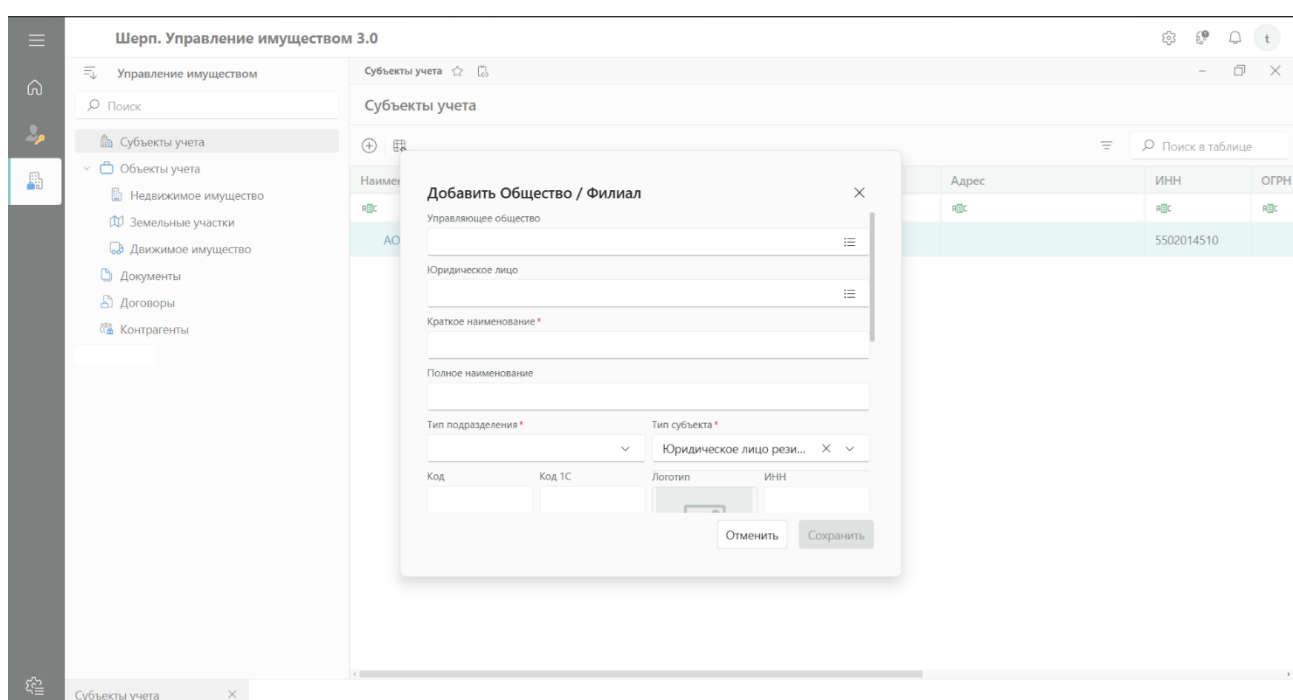 Шерп. Управление имуществом 3.0
t
Управление имуществом
Поиск
Субъекты учета
Объекты учета
Недвижимое имущество
Земельные участки
Движимое имущество
Документы
Договоры
Контрагенты
Субъекты учета
Субъекты учета
Поиск в таблице
Адрес
ИНН
ОГРН
АО
5502014510
Добавить Общество / Филиал
Управляющее общество
Юридическое лицо
Краткое наименование *
Полное наименование
Тип подразделения *
Тип субъекта *
Юридическое лицо рези...
Код
Код 1С
Логотип
ИНН
Отменить
Сохранить
Субъекты учета